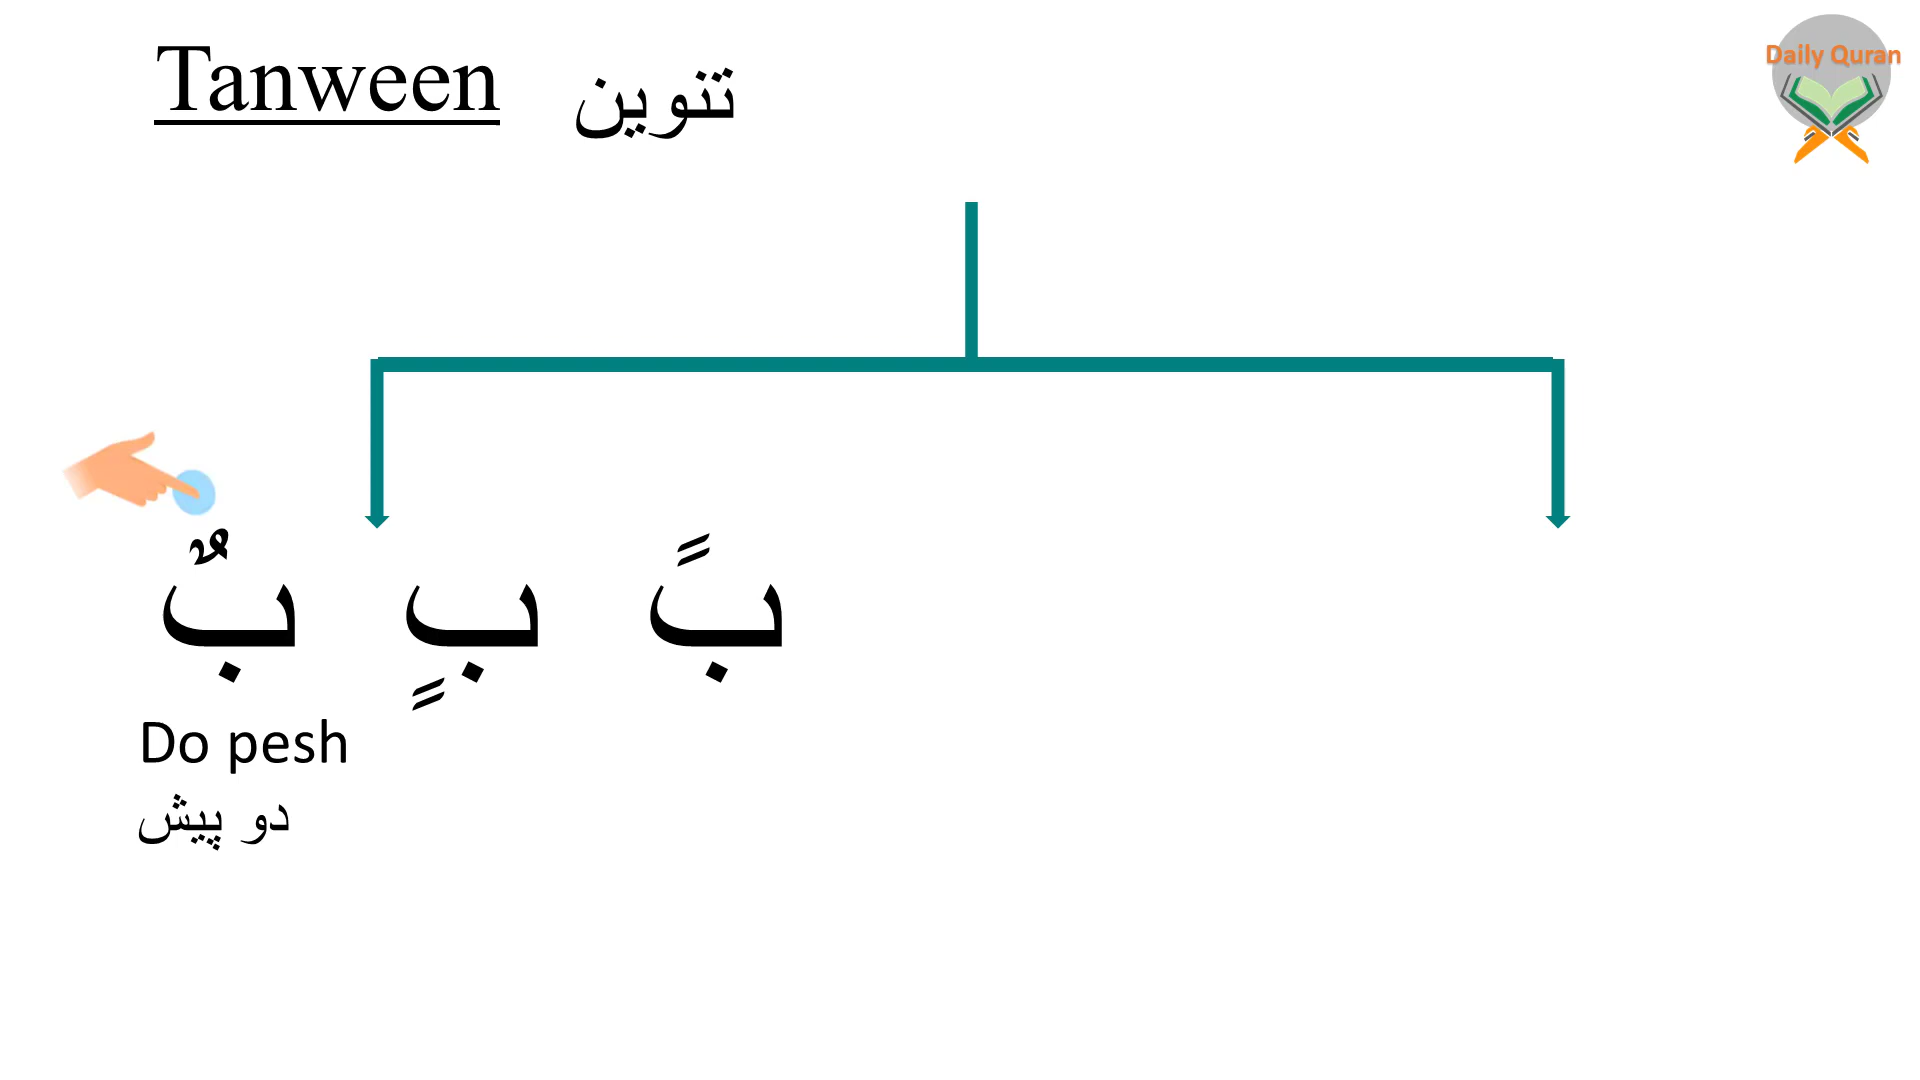 Tanween تنوین
Daily Quran
بً بٍ بٌ
Do pesh
دو پیش